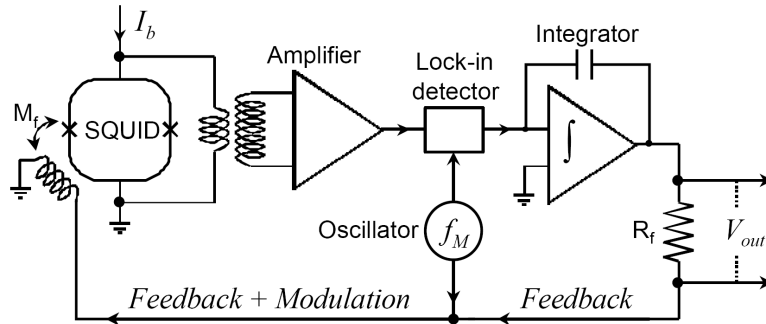 I_b
Amplifier
Lock-in
detector
Integrator
M_f
SQUID
∫
Oscillator
f_M
R_f
V_out
Feedback + Modulation
Feedback